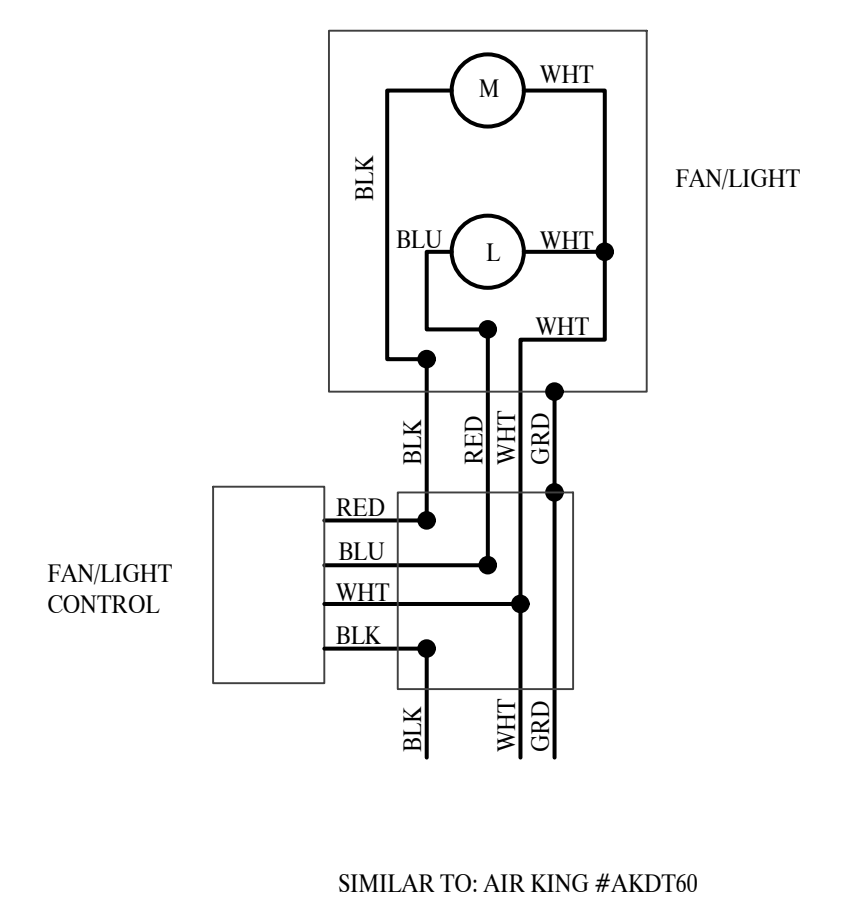 M
WHT
BLK
FAN/LIGHT
BLU
L
WHT
WHT
BLK
RED
WHT
GRD
RED
BLU
FAN/LIGHT
CONTROL
WHT
BLK
BLK
WHT
GRD
SIMILAR TO: AIR KING #AKDT60